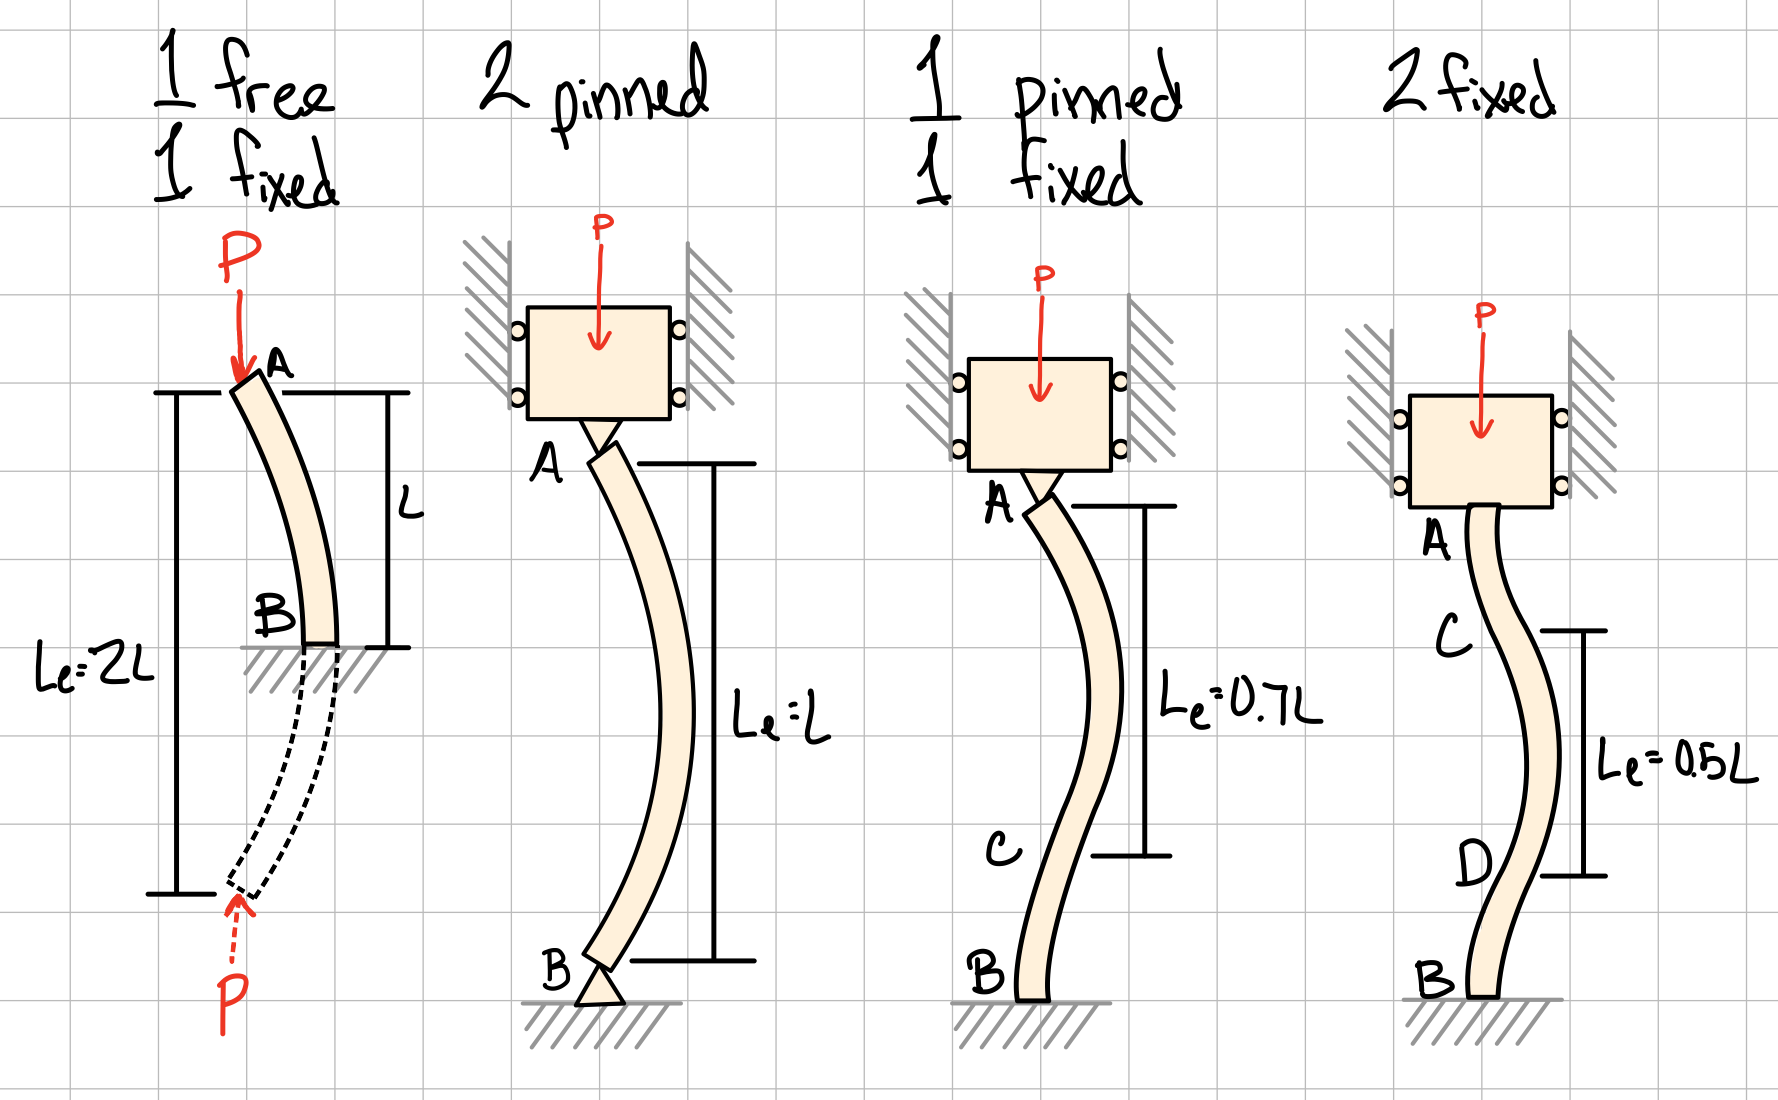 1 free
1 fixed
P
A
L
B
Le=2L
P
2 pinned
P
A
Le=L
B
1 pinned
1 fixed
P
A
Le=0.7L
C
B
2 fixed
P
A
C
Le=0.5L
D
B